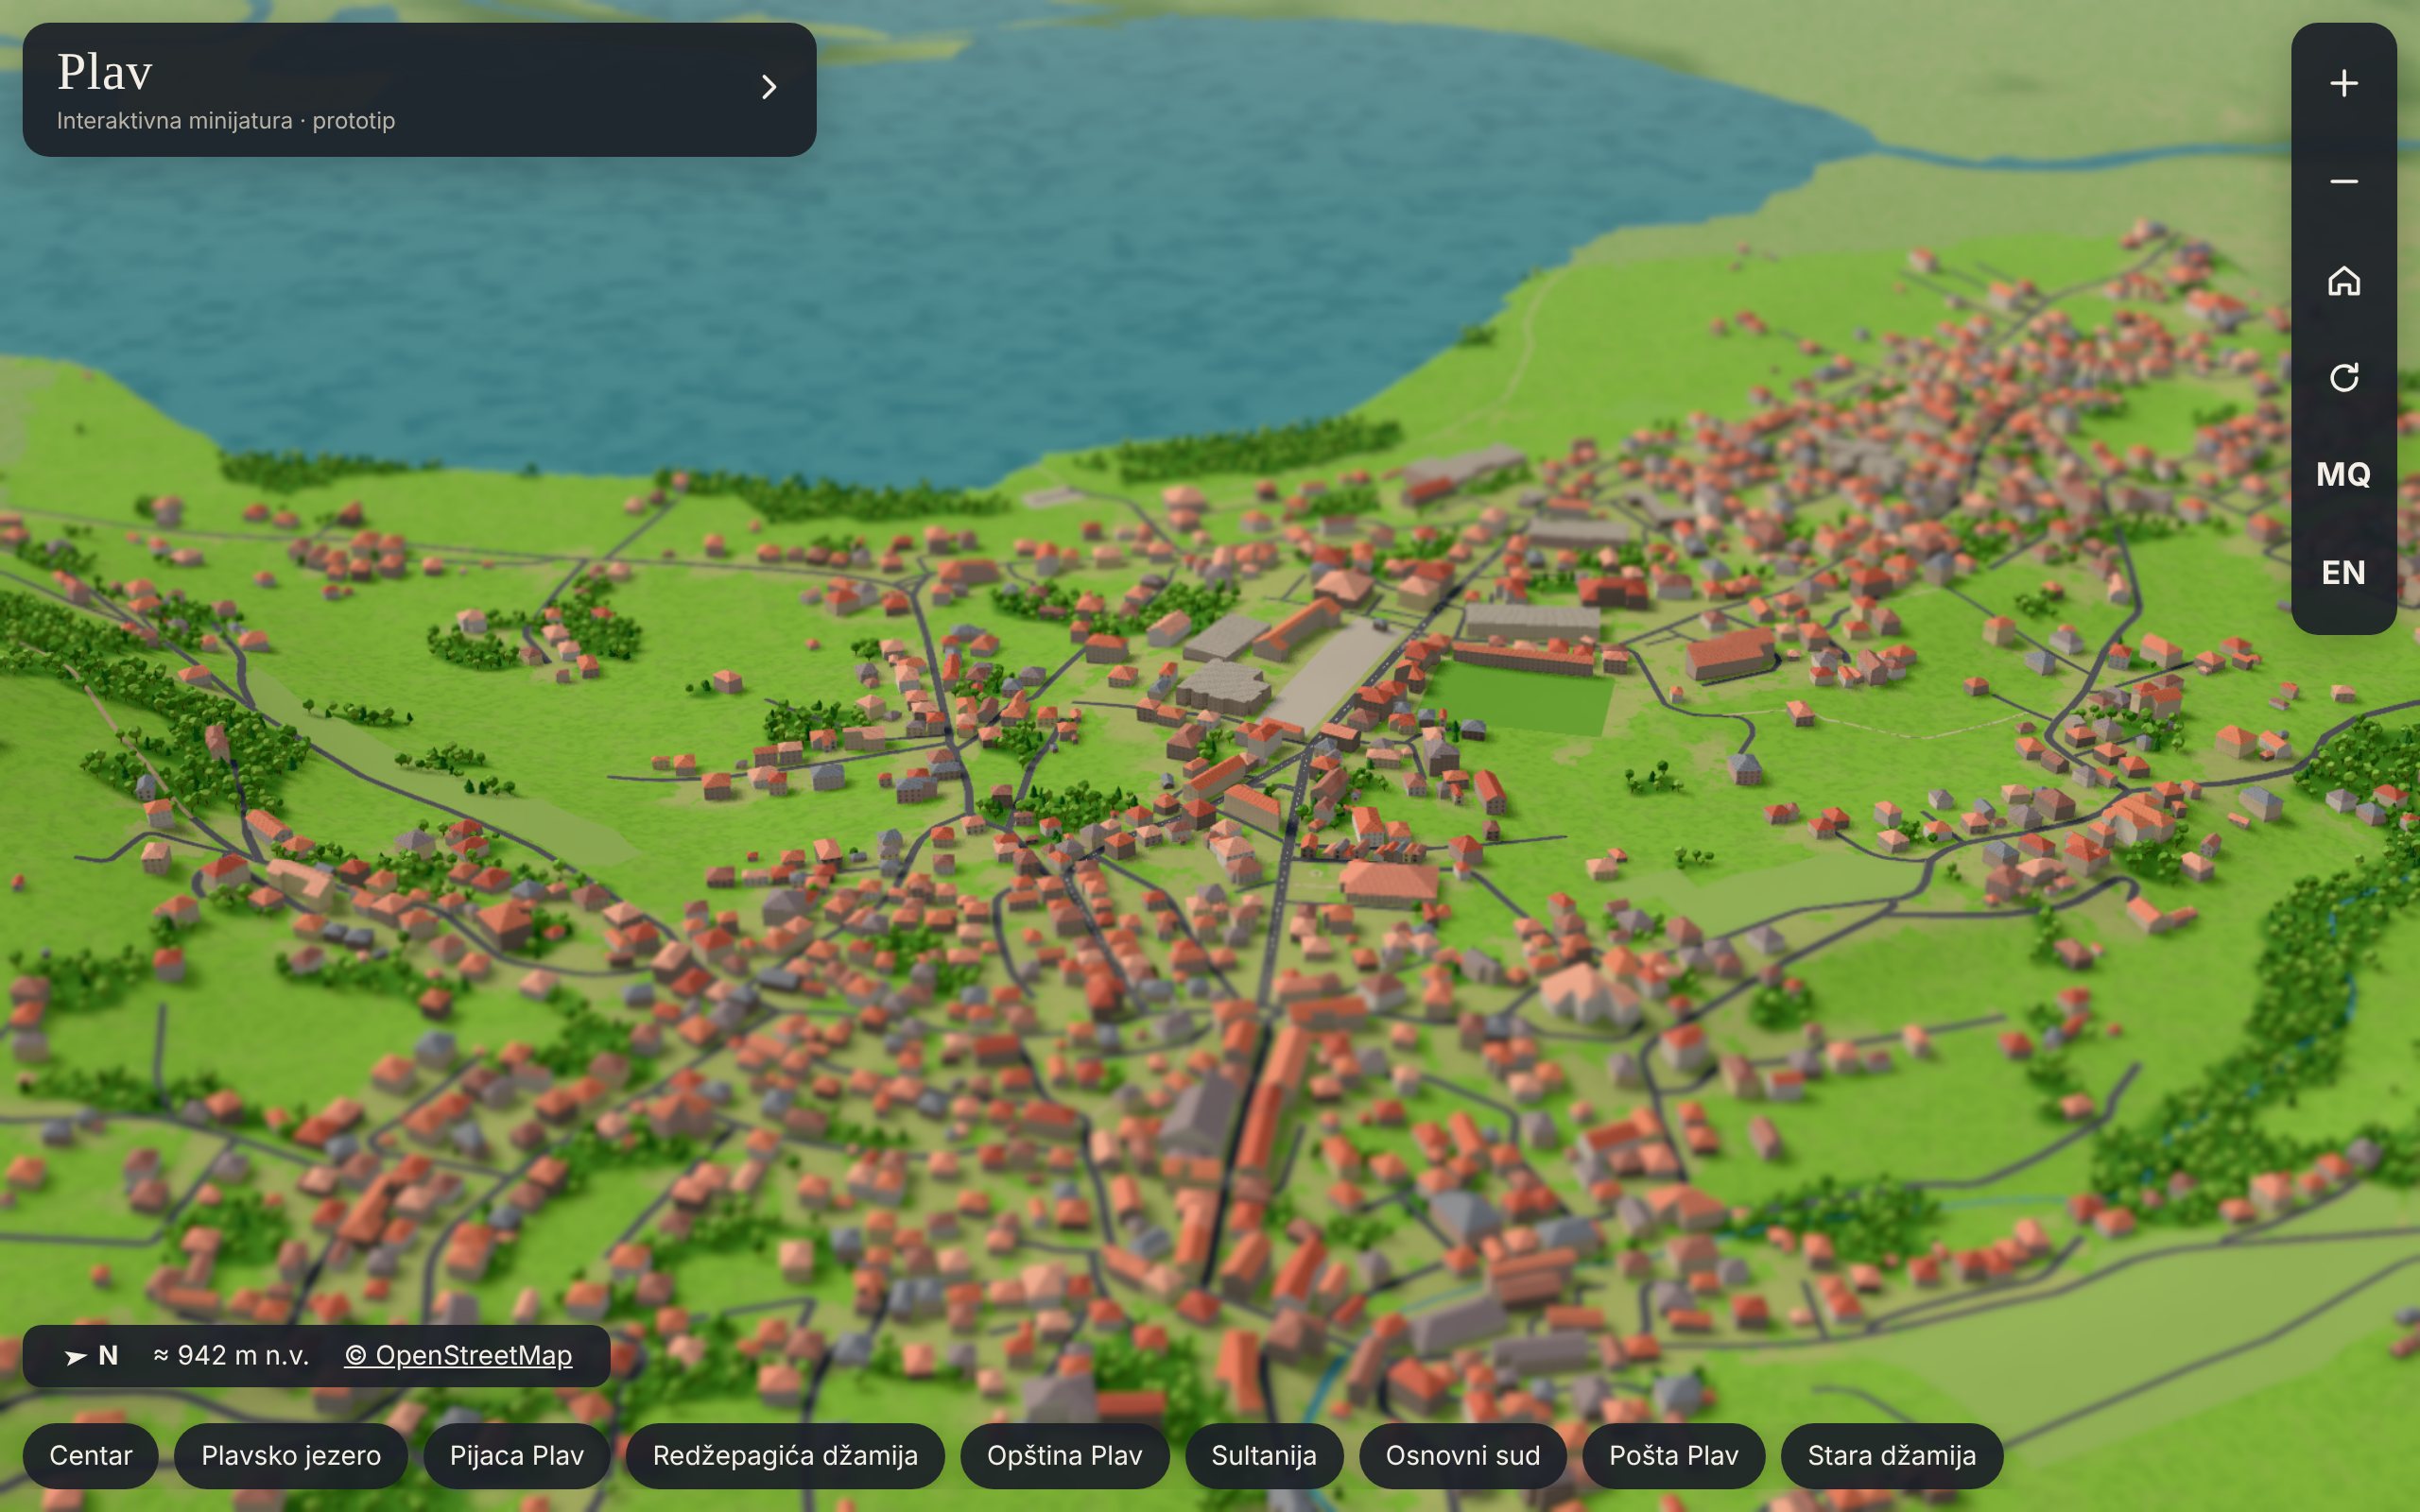 Plav
Interaktivna minijatura · prototip
MQ
EN
N ≈ 942 m n.v. © OpenStreetMap
Centar Plavsko jezero Pijaca Plav Redžepagića džamija Opština Plav Sultanija Osnovni sud Pošta Plav Stara džamija